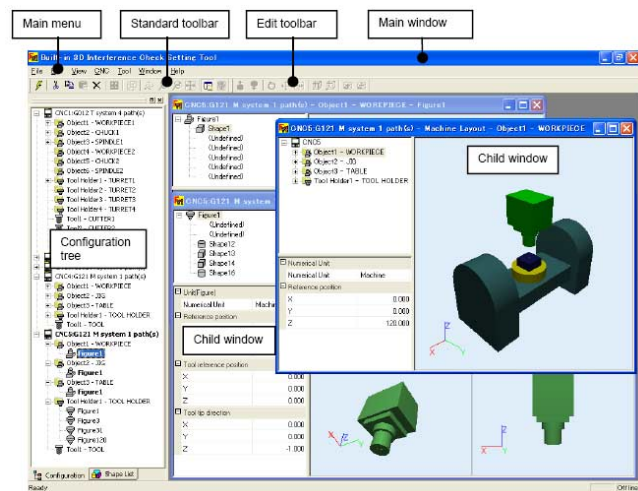 Main menu
Standard toolbar
Edit toolbar
Main window
Built-in 3D Interference Check Setting Tool
File
View CNC Tool Window Help
CNC1:G012 T system 4 path(s)
Object1 - WORKPIECE1
Object2 - CHUCK1
Object3 - SPINDLE1
Object4 - WORKPIECE2
Object5 - CHUCK2
Object6 - SPINDLE2
Tool Holder1 - TURRET1
Tool Holder2 - TURRET2
Tool Holder3 - TURRET3
Tool Holder4 - TURRET4
Tool1 - CUTTER1
Configuration tree
CNC4:G121 M system 1 path(s)
Object1 - WORKPIECE
Object2 - JIG
Object3 - TABLE
Tool Holder1 - TOOL HOLDER
Tool1 - TOOL
CNC5:G121 M system 1 path(s)
Object1 - WORKPIECE
Figure1
Object2 - JIG
Figure1
Object3 - TABLE
Figure1
Tool Holder1 - TOOL HOLDER
Figure1
Figure3
Figure31
Figure128
Tool1 - TOOL
Configuration
Shape List
Ready
Offline
CNC5:G121 M system 1 path(s) - Object1 - WORKPIECE - Figure1
Figure1
Shape1
(Undefined)
(Undefined)
(Undefined)
(Undefined)
CNC5:G121 M system
Figure1
(Undefined)
(Undefined)
Shape12
Shape13
Shape14
Shape16
Unit(Figure)
Numerical Unit
Reference position
Child window
Tool reference position
X 0.000
Y 0.000
Z 0.000
Tool tip direction
X 0.000
Y 0.000
Z -1.000
CNC5:G121 M system 1 path(s) - Machine Layout - Object1 - WORKPIECE
CNC5
Object1 - WORKPIECE
Object2 - JIG
Object3 - TABLE
Tool Holder1 - TOOL HOLDER
Child window
Numerical Unit
Numerical Unit Machine
Reference position
X 0.000
Y 0.000
Z 120.000
Z
X Y
Z
X Y
Z
X